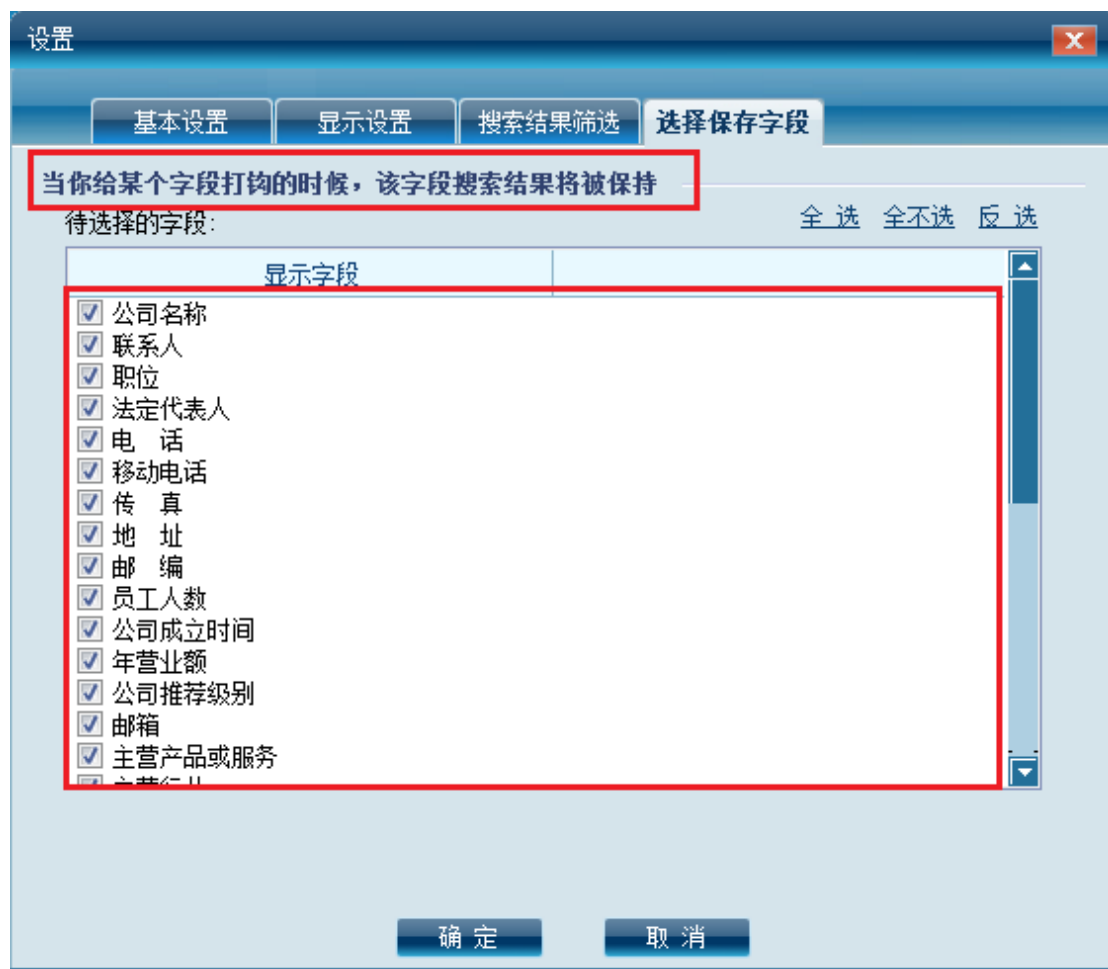 设置
基本设置 显示设置 搜索结果筛选 选择保存字段
当你给某个字段打钩的时候，该字段搜索结果将被保持
待选择的字段： 全 选 全不选 反 选
显示字段
公司名称
联系人
职位
法定代表人
电 话
移动电话
传 真
地 址
邮 编
员工人数
公司成立时间
年营业额
公司推荐级别
邮箱
主营产品或服务
确 定 取 消